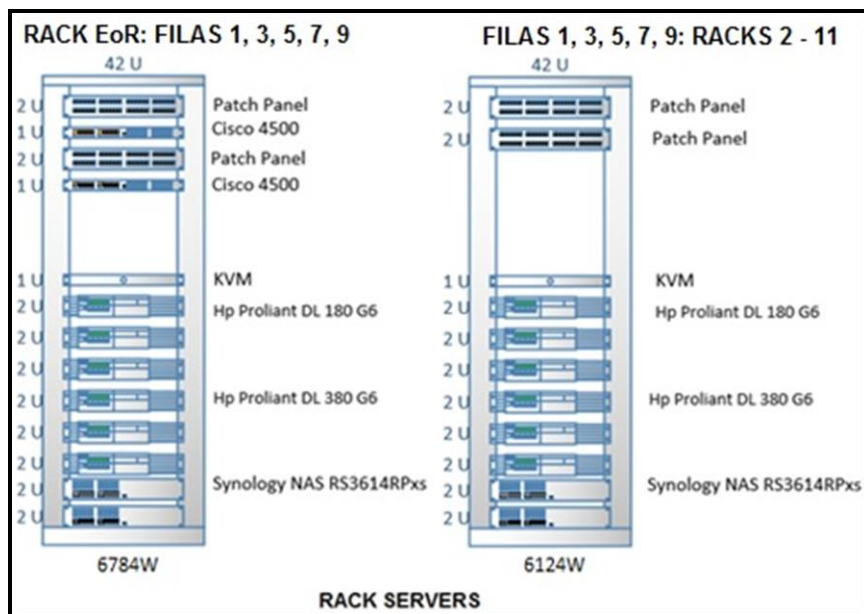 RACK EoR: FILAS 1, 3, 5, 7, 9
42 U
2 U Patch Panel
1 U Cisco 4500
2 U Patch Panel
1 U Cisco 4500
1 U KVM
2 U Hp Proliant DL 180 G6
2 U
2 U
2 U Hp Proliant DL 380 G6
2 U
2 U
2 U Synology NAS RS3614RPxs
2 U
6784W
FILAS 1, 3, 5, 7, 9: RACKS 2 - 11
42 U
2 U Patch Panel
2 U Patch Panel
1 U KVM
2 U Hp Proliant DL 180 G6
2 U
2 U
2 U Hp Proliant DL 380 G6
2 U
2 U
2 U Synology NAS RS3614RPxs
2 U
6124W
RACK SERVERS